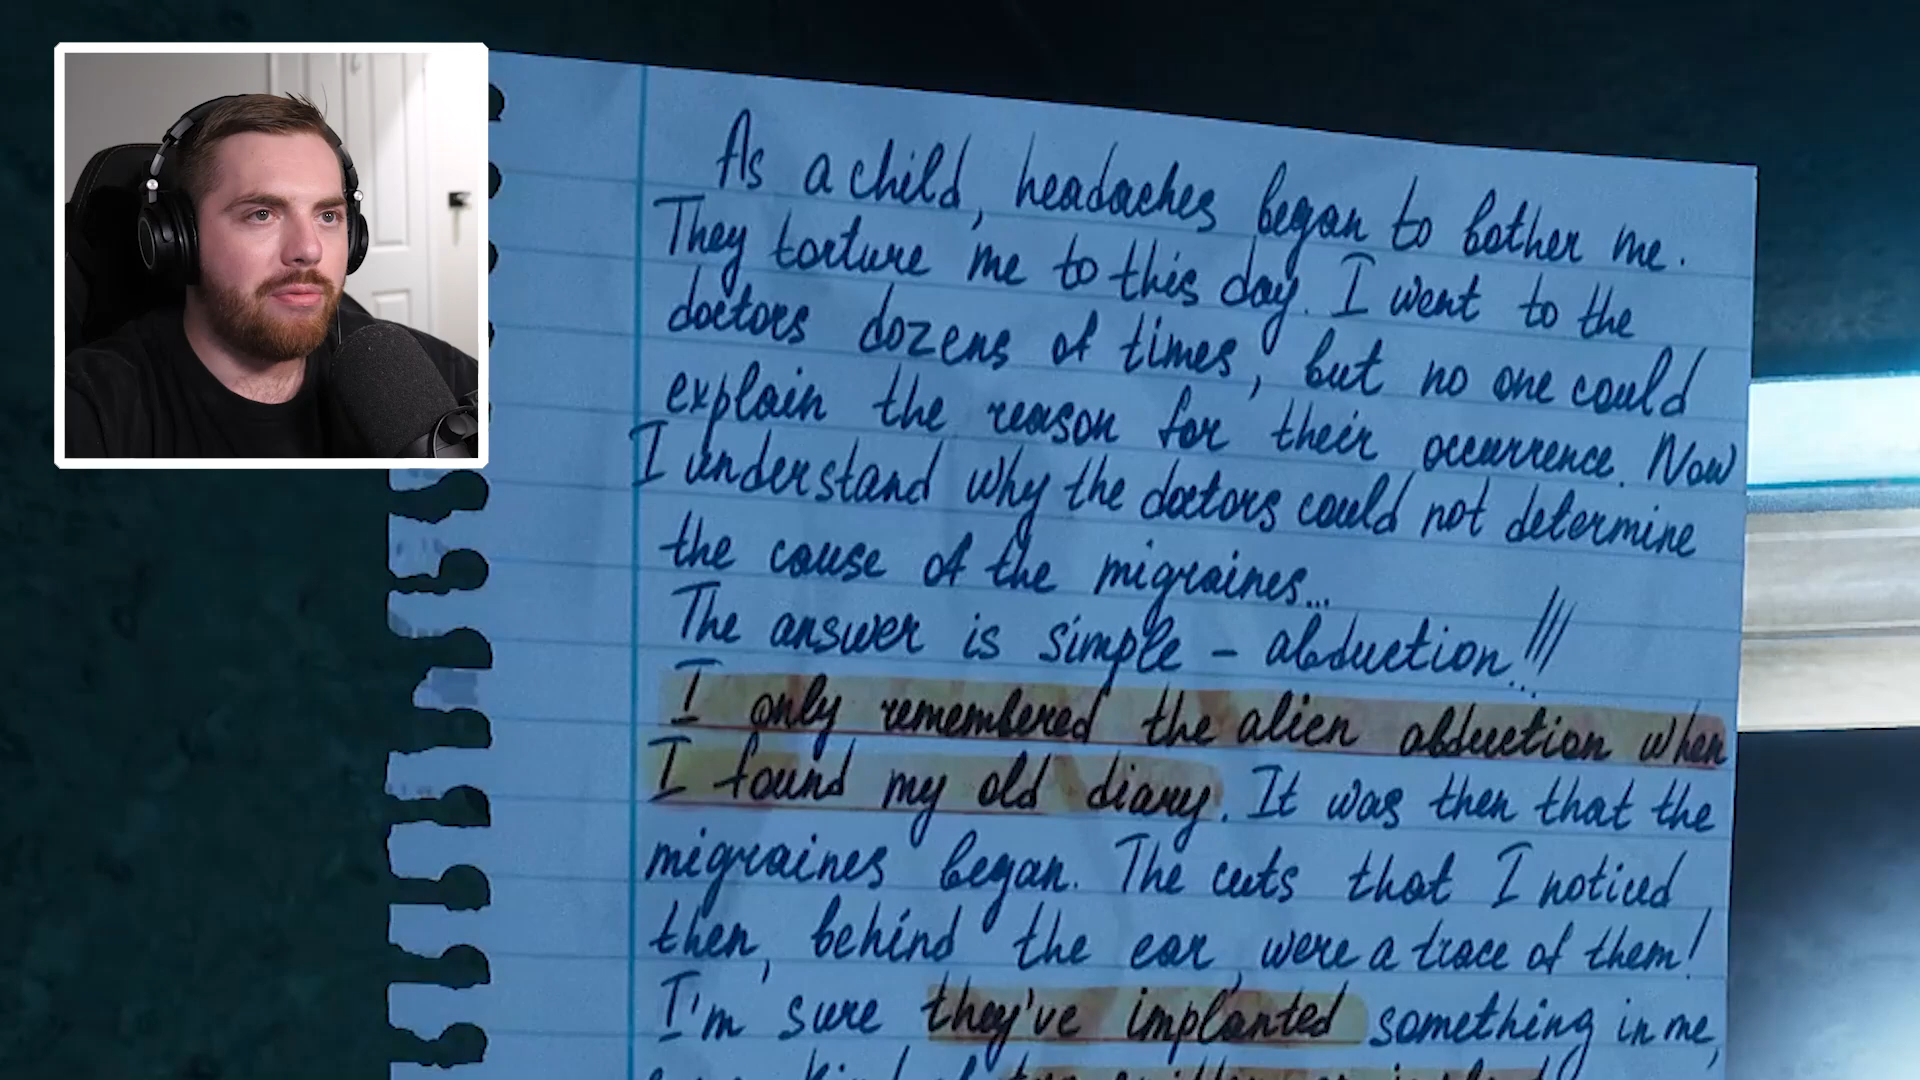 As a child, headaches began to bother me.
They torture me to this day. I went to the
doctors dozens of times, but no one could
explain the reason for their occurrence. Now
I understand why the doctors could not determine
the cause of the migraines...
The answer is simple - abduction!!!
I only remembered the alien abduction when
I found my old diary. It was then that the
migraines began. The cuts that I noticed
then, behind the ear, were a trace of them!
I'm sure they've implanted something in me,